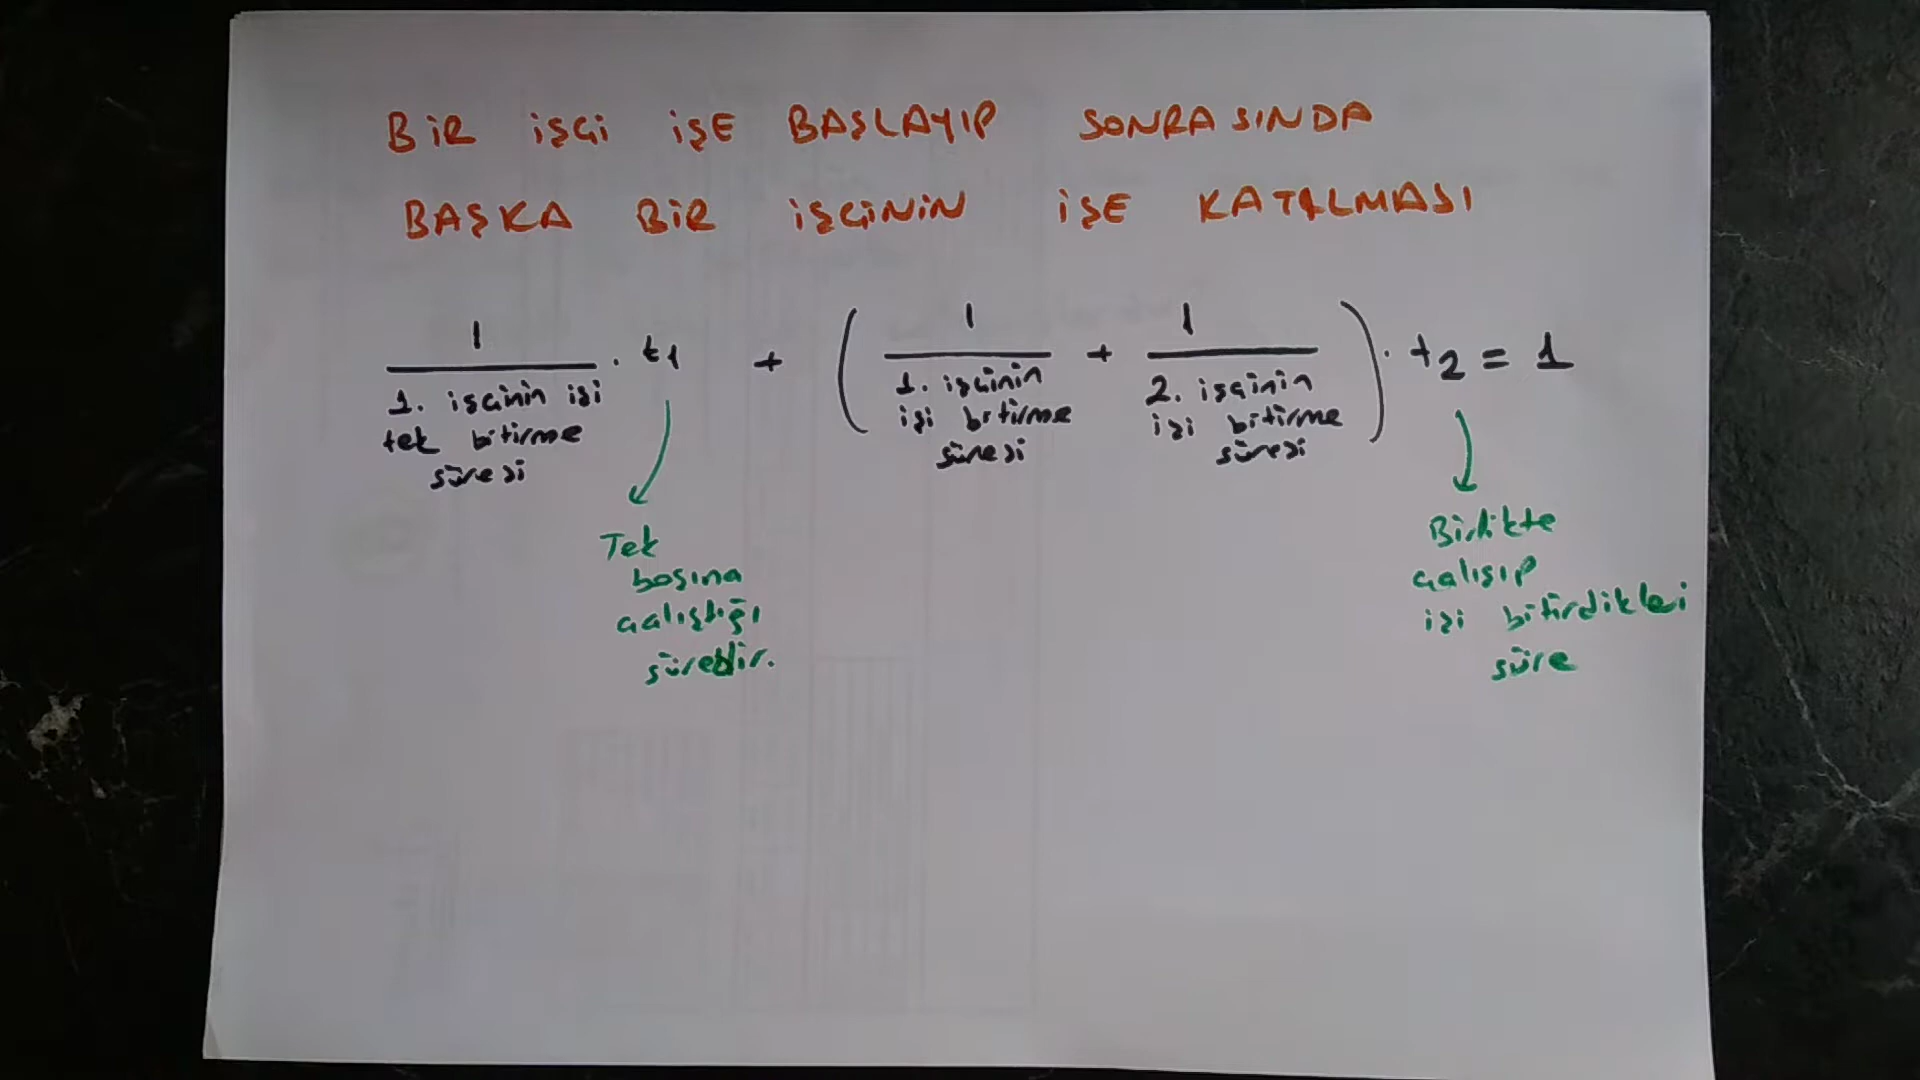 BİR İŞÇİ İŞE BAŞLAYIP SONRASINDA
BAŞKA BİR İŞÇİNİN İŞE KATILMASI
1 / 1. işçinin işi tek bitirme süresi . t1 + ( 1 / 1. işçinin işi bitirme süresi + 1 / 2. işçinin işi bitirme süresi ) . t2 = 1
Tek
başına
çalıştığı
süredir.
Birlikte
çalışıp
işi bitirdikleri
süre